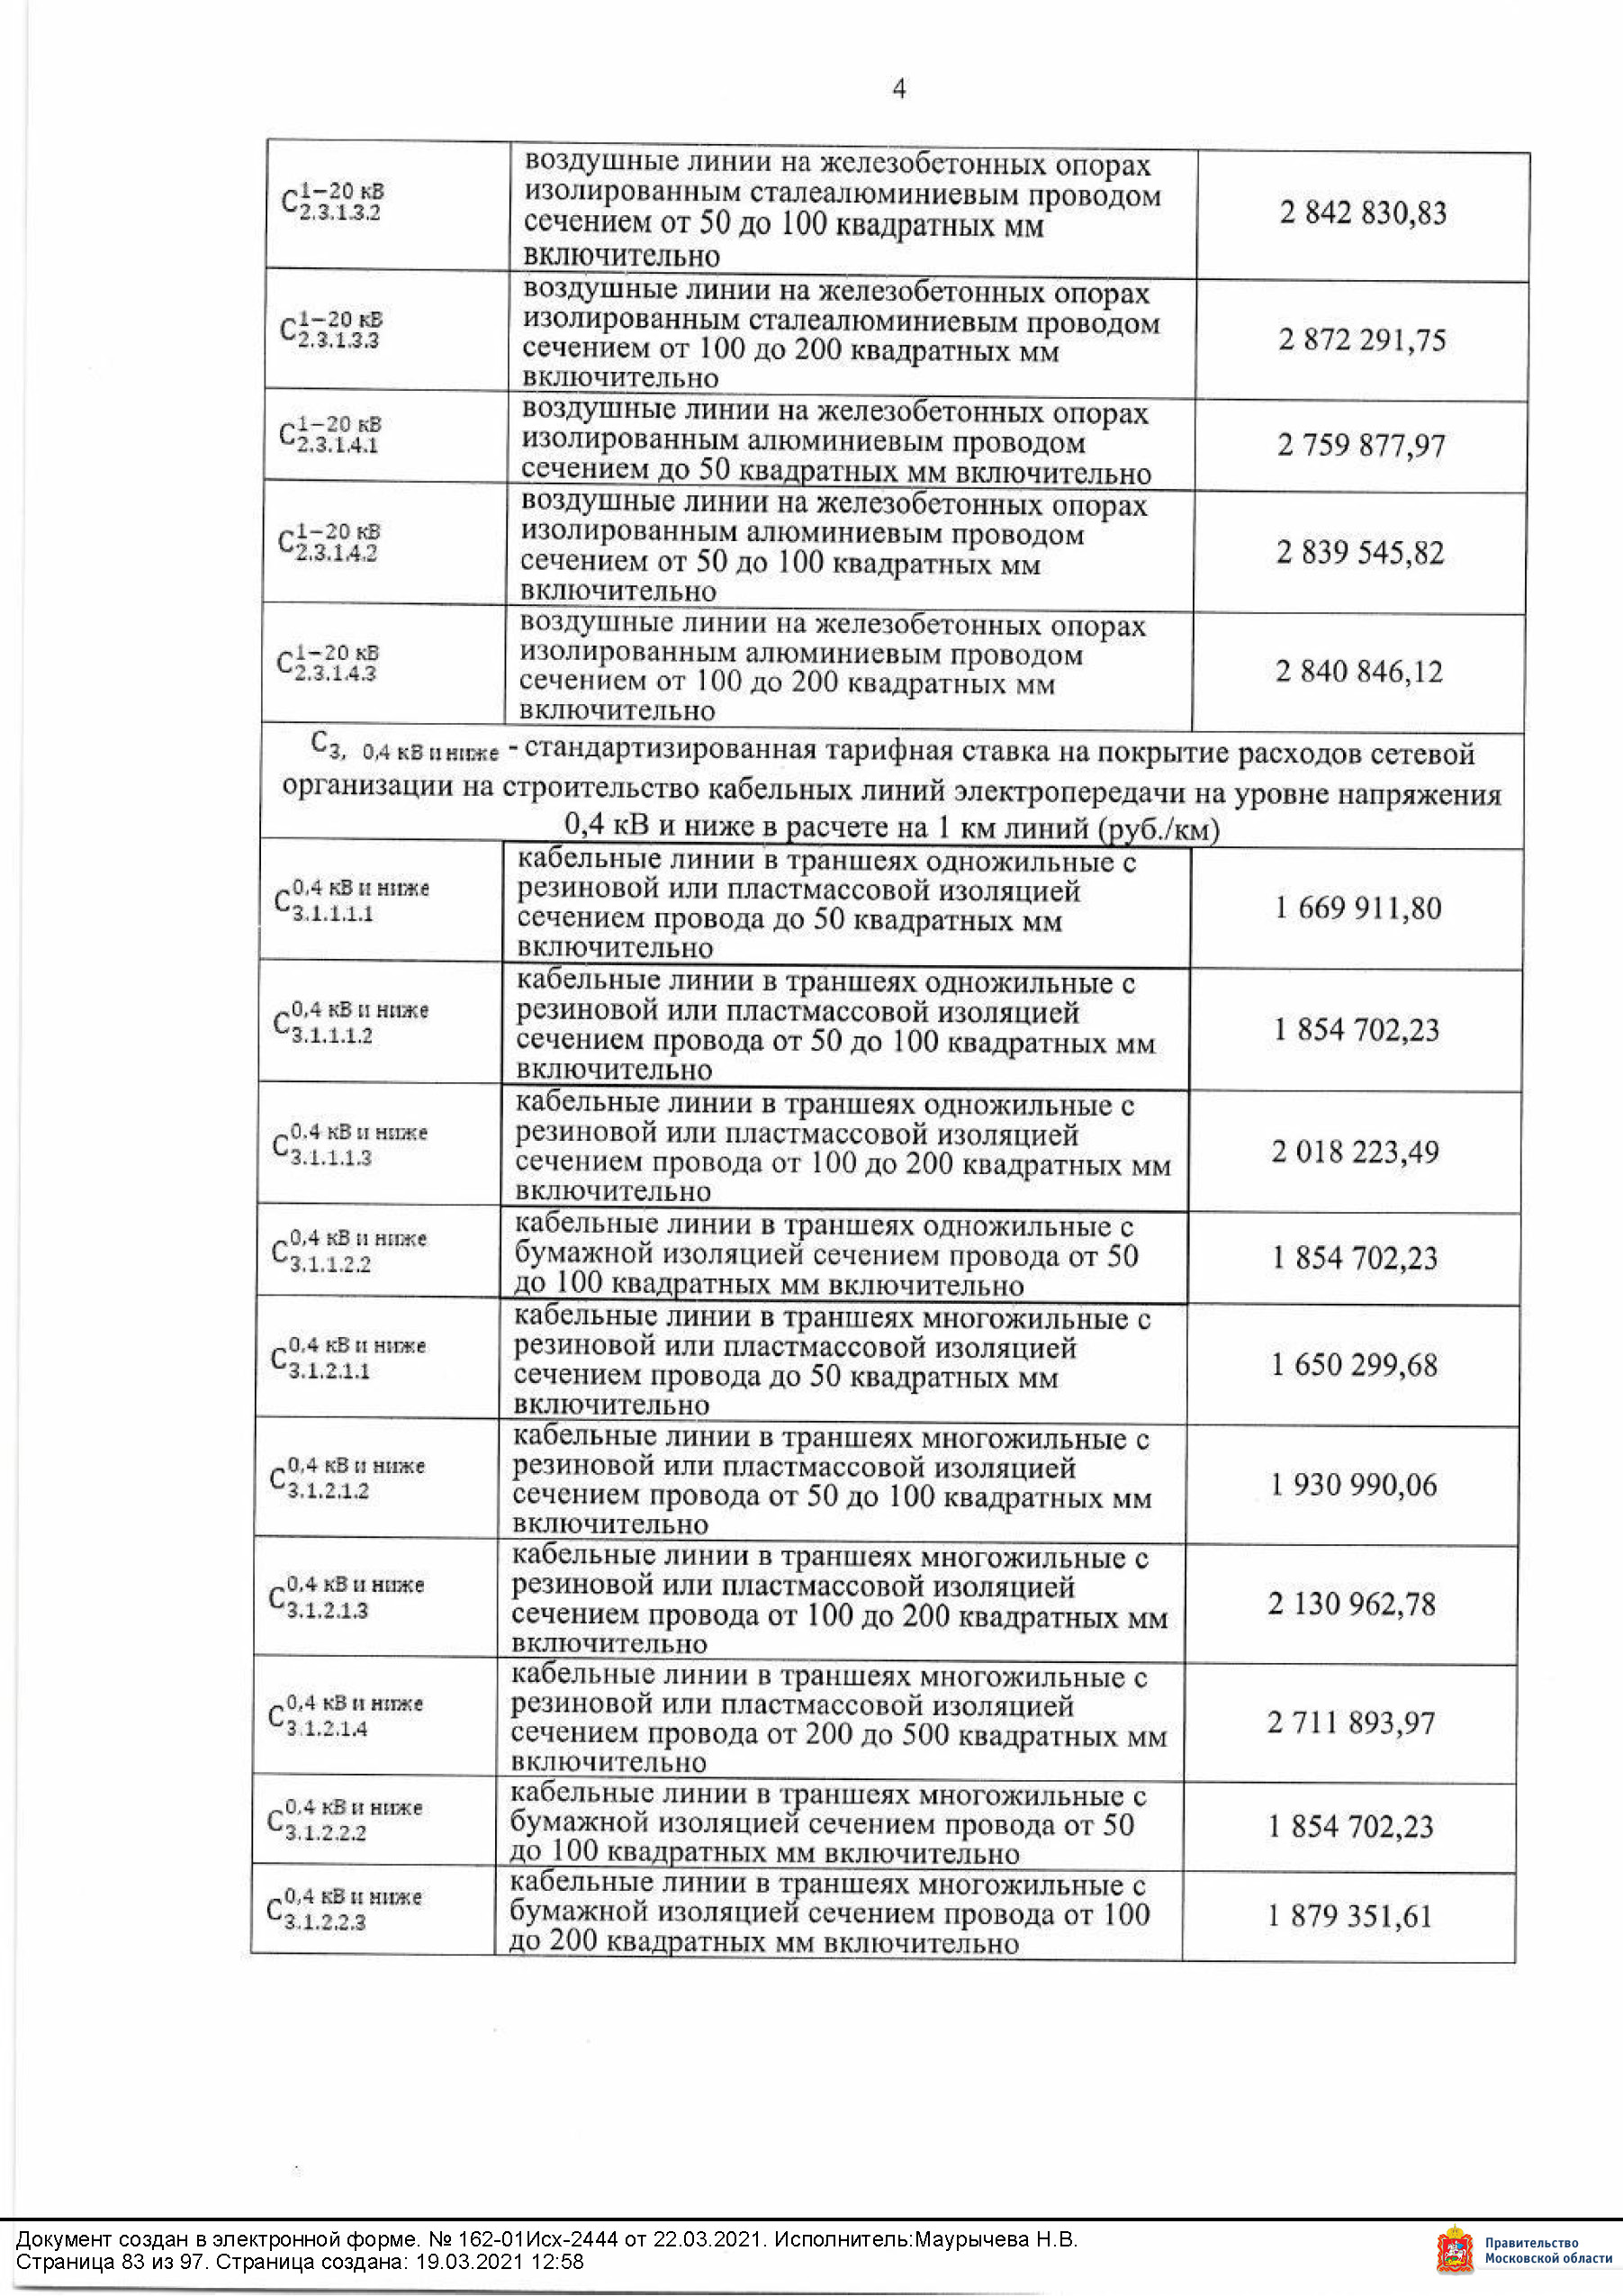 4
C 1–20 кВ 2.3.1.3.2
воздушные линии на железобетонных опорах
изолированным сталеалюминиевым проводом
сечением от 50 до 100 квадратных мм
включительно
2 842 830,83
C 1–20 кВ 2.3.1.3.3
воздушные линии на железобетонных опорах
изолированным сталеалюминиевым проводом
сечением от 100 до 200 квадратных мм
включительно
2 872 291,75
C 1–20 кВ 2.3.1.4.1
воздушные линии на железобетонных опорах
изолированным алюминиевым проводом
сечением до 50 квадратных мм включительно
2 759 877,97
C 1–20 кВ 2.3.1.4.2
воздушные линии на железобетонных опорах
изолированным алюминиевым проводом
сечением от 50 до 100 квадратных мм
включительно
2 839 545,82
C 1–20 кВ 2.3.1.4.3
воздушные линии на железобетонных опорах
изолированным алюминиевым проводом
сечением от 100 до 200 квадратных мм
включительно
2 840 846,12
C3, 0,4 кВ и ниже - стандартизированная тарифная ставка на покрытие расходов сетевой
организации на строительство кабельных линий электропередачи на уровне напряжения
0,4 кВ и ниже в расчете на 1 км линий (руб./км)
C 0,4 кВ и ниже 3.1.1.1.1
кабельные линии в траншеях одножильные с
резиновой или пластмассовой изоляцией
сечением провода до 50 квадратных мм
включительно
1 669 911,80
C 0,4 кВ и ниже 3.1.1.1.2
кабельные линии в траншеях одножильные с
резиновой или пластмассовой изоляцией
сечением провода от 50 до 100 квадратных мм
включительно
1 854 702,23
C 0.4 кВ и ниже 3.1.1.1.3
кабельные линии в траншеях одножильные с
резиновой или пластмассовой изоляцией
сечением провода от 100 до 200 квадратных мм
включительно
2 018 223,49
C 0,4 кВ и ниже 3.1.1.2.2
кабельные линии в траншеях одножильные с
бумажной изоляцией сечением провода от 50
до 100 квадратных мм включительно
1 854 702,23
C 0,4 кВ и ниже 3.1.2.1.1
кабельные линии в траншеях многожильные с
резиновой или пластмассовой изоляцией
сечением провода до 50 квадратных мм
включительно
1 650 299,68
C 0,4 кВ и ниже 3.1.2.1.2
кабельные линии в траншеях многожильные с
резиновой или пластмассовой изоляцией
сечением провода от 50 до 100 квадратных мм
включительно
1 930 990,06
C 0,4 кВ и ниже 3.1.2.1.3
кабельные линии в траншеях многожильные с
резиновой или пластмассовой изоляцией
сечением провода от 100 до 200 квадратных мм
включительно
2 130 962,78
C 0,4 кВ и ниже 3.1.2.1.4
кабельные линии в траншеях многожильные с
резиновой или пластмассовой изоляцией
сечением провода от 200 до 500 квадратных мм
включительно
2 711 893,97
C 0,4 кВ и ниже 3.1.2.2.2
кабельные линии в траншеях многожильные с
бумажной изоляцией сечением провода от 50
до 100 квадратных мм включительно
1 854 702,23
C 0,4 кВ и ниже 3.1.2.2.3
кабельные линии в траншеях многожильные с
бумажной изоляцией сечением провода от 100
до 200 квадратных мм включительно
1 879 351,61
Документ создан в электронной форме. № 162-01Исх-2444 от 22.03.2021. Исполнитель:Маурычева Н.В.
Страница 83 из 97. Страница создана: 19.03.2021 12:58
Правительство
Московской области